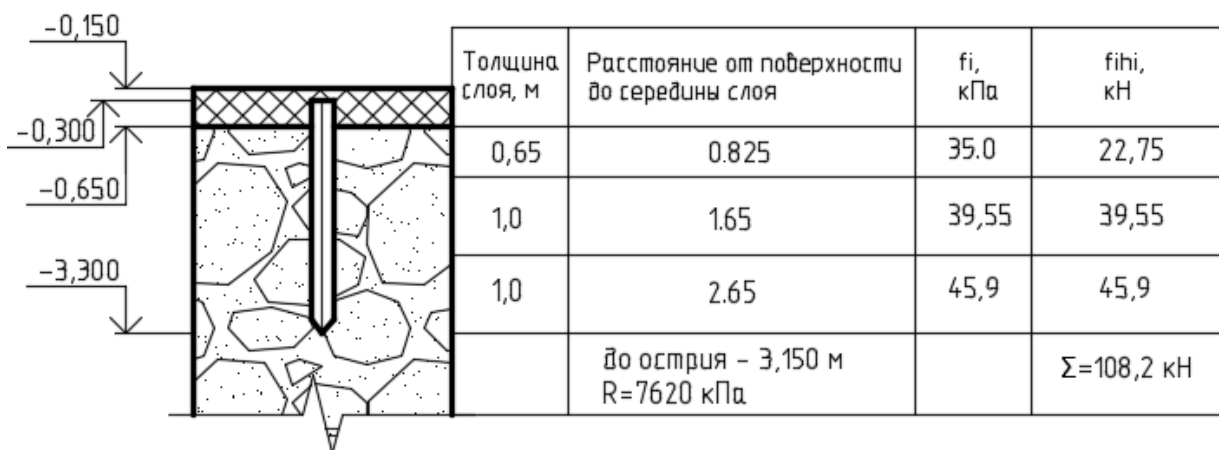 -0,150
-0,300
-0,650
-3,300
Толщина
слоя, м
Расстояние от поверхности
до середины слоя
fi,
кПа
fihi,
кН
0,65 0.825 35.0 22,75
1,0 1.65 39,55 39,55
1,0 2.65 45,9 45,9
до острия - 3,150 м
R=7620 кПа
Σ=108,2 кН